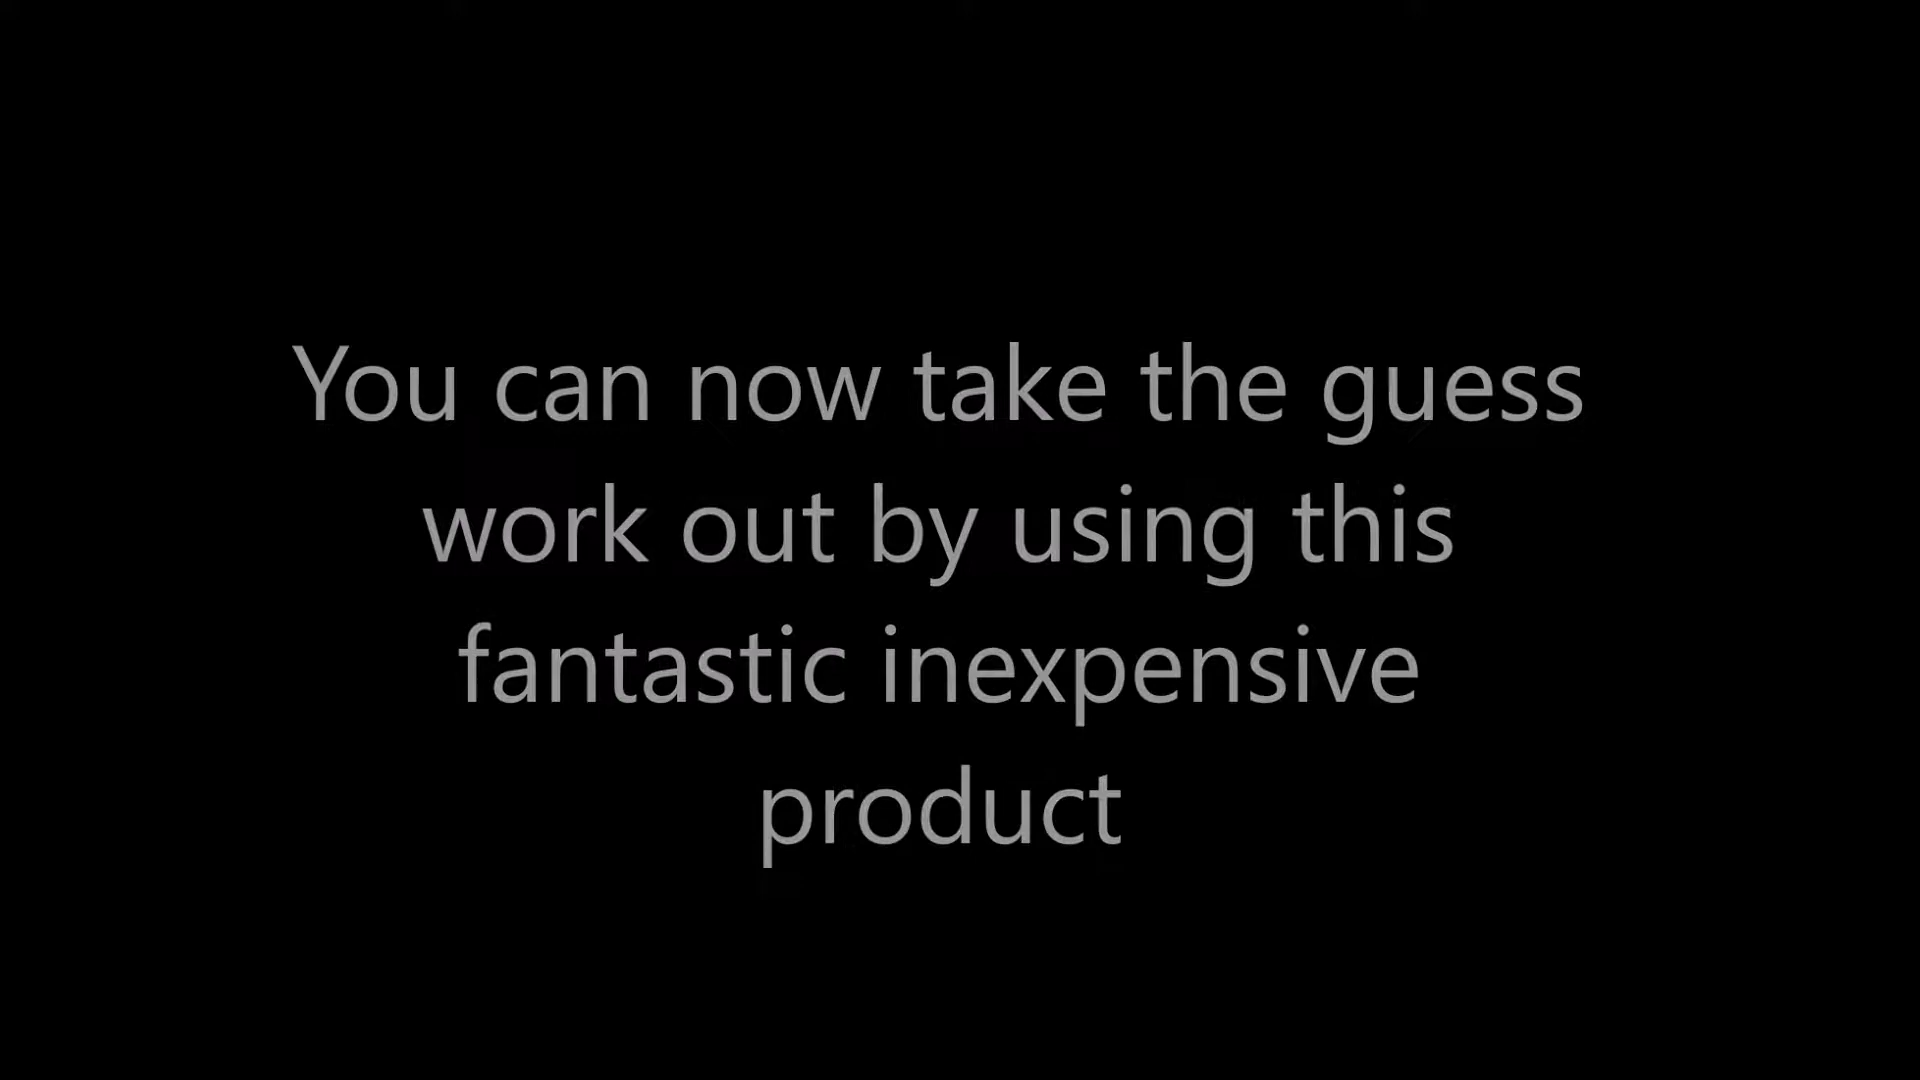 You can now take the guess
work out by using this
fantastic inexpensive
product